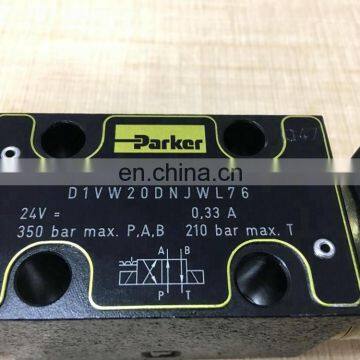 Parker
en.china.cn
D1VW20DNJWL76
24V = 0,33 A
350 bar max. P,A,B 210 bar max. T
A B
P T